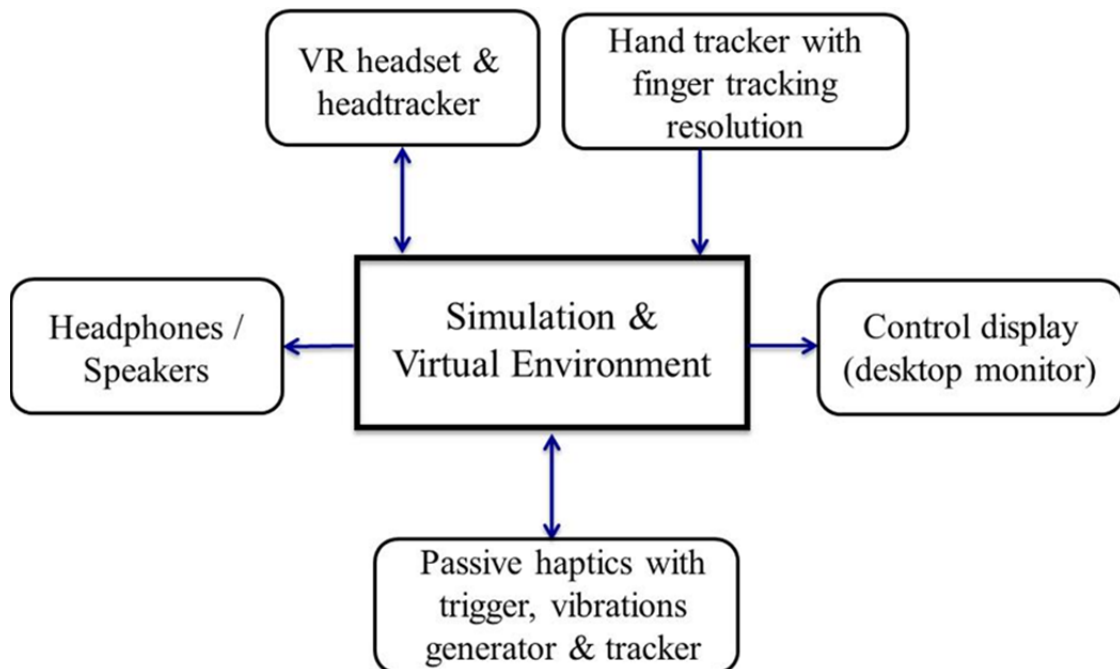 VR headset &
headtracker
Hand tracker with
finger tracking
resolution
Headphones /
Speakers
Simulation &
Virtual Environment
Control display
(desktop monitor)
Passive haptics with
trigger, vibrations
generator & tracker